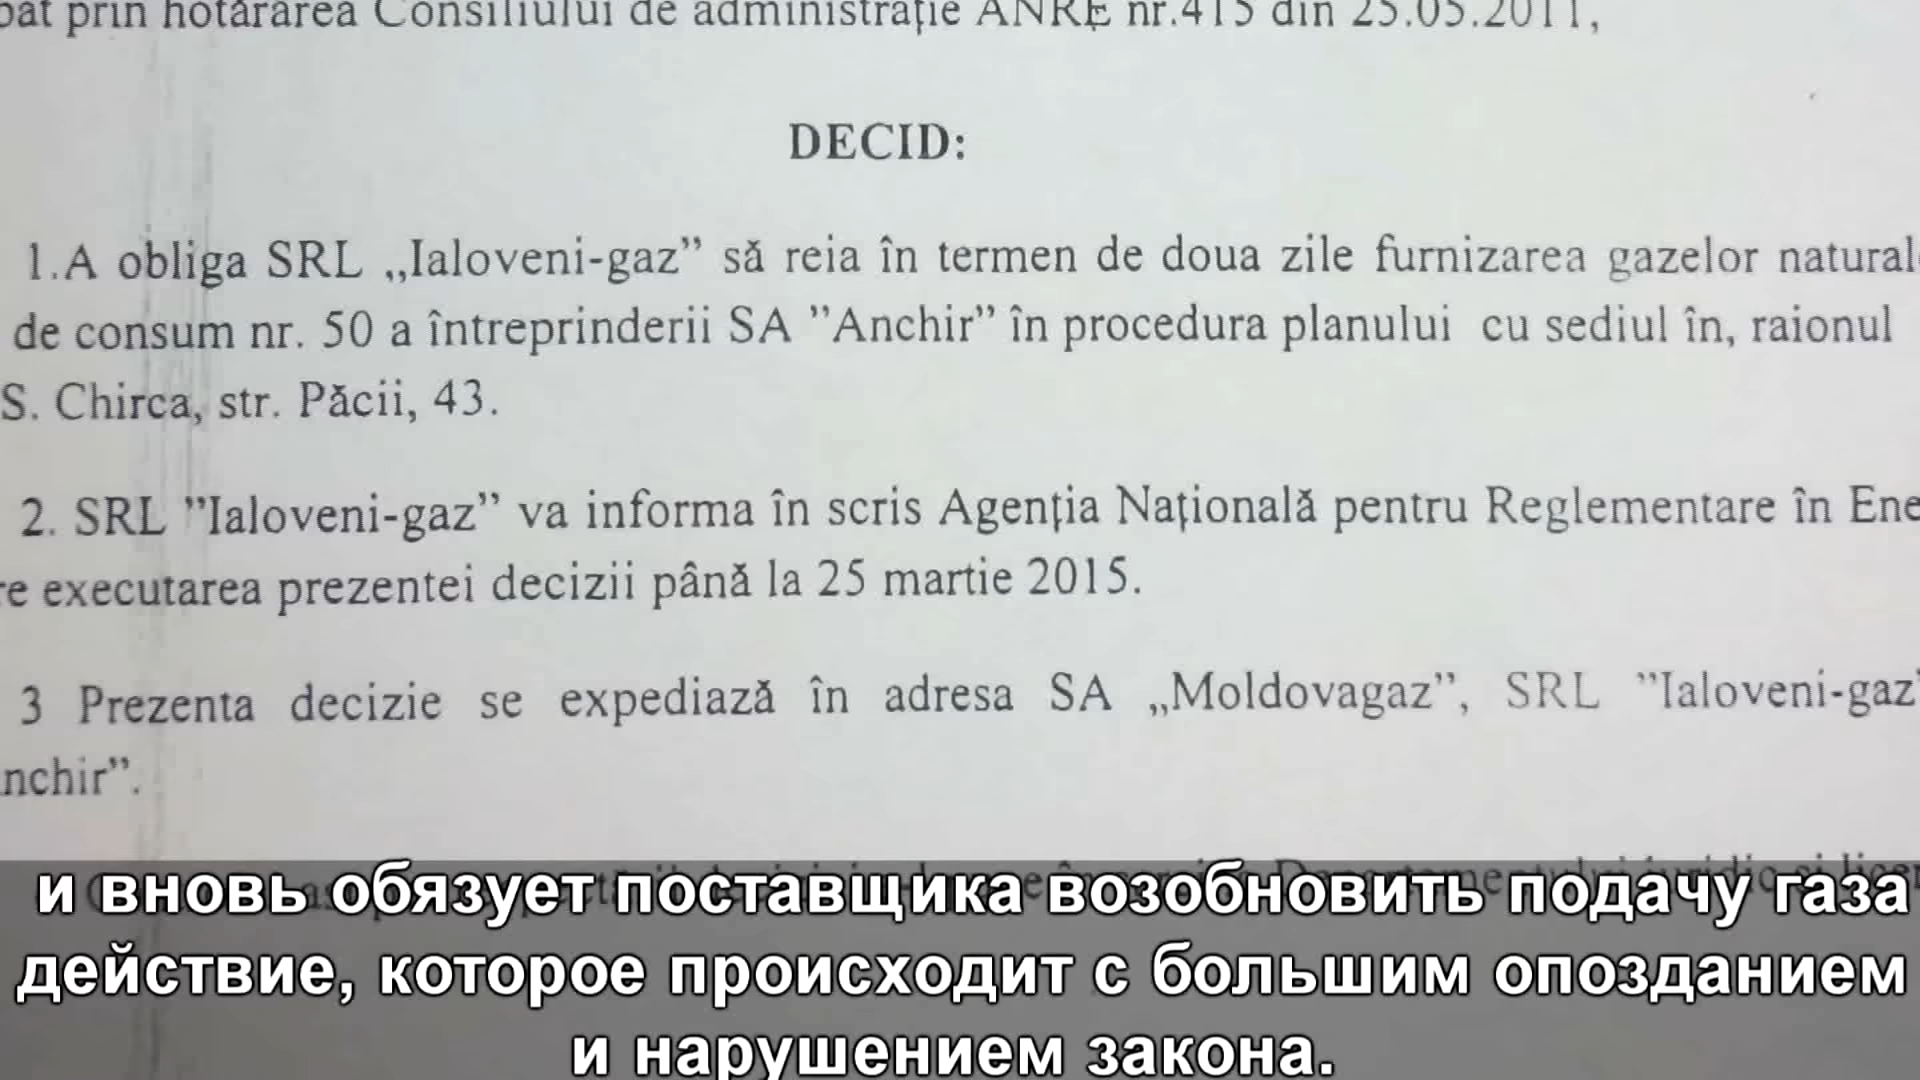 prin hotărârea Consiliului de administrație ANRE nr.415 din 25.05.2011,
DECID:
1.A obliga SRL „Ialoveni-gaz” să reia în termen de doua zile furnizarea gazelor natural
de consum nr. 50 a întreprinderii SA ”Anchir” în procedura planului cu sediul în, raionul
S. Chirca, str. Păcii, 43.
2. SRL ”Ialoveni-gaz” va informa în scris Agenția Națională pentru Reglementare în Ene
re executarea prezentei decizii până la 25 martie 2015.
3 Prezenta decizie se expediază în adresa SA „Moldovagaz”, SRL ”Ialoveni-gaz”
nchir”.
и вновь обязует поставщика возобновить подачу газа
действие, которое происходит с большим опозданием
и нарушением закона.